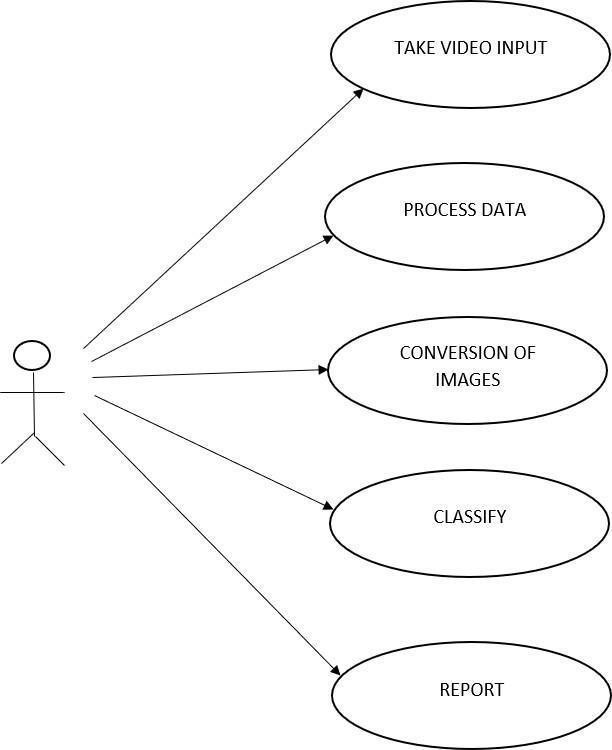 TAKE VIDEO INPUT
PROCESS DATA
CONVERSION OF
IMAGES
CLASSIFY
REPORT